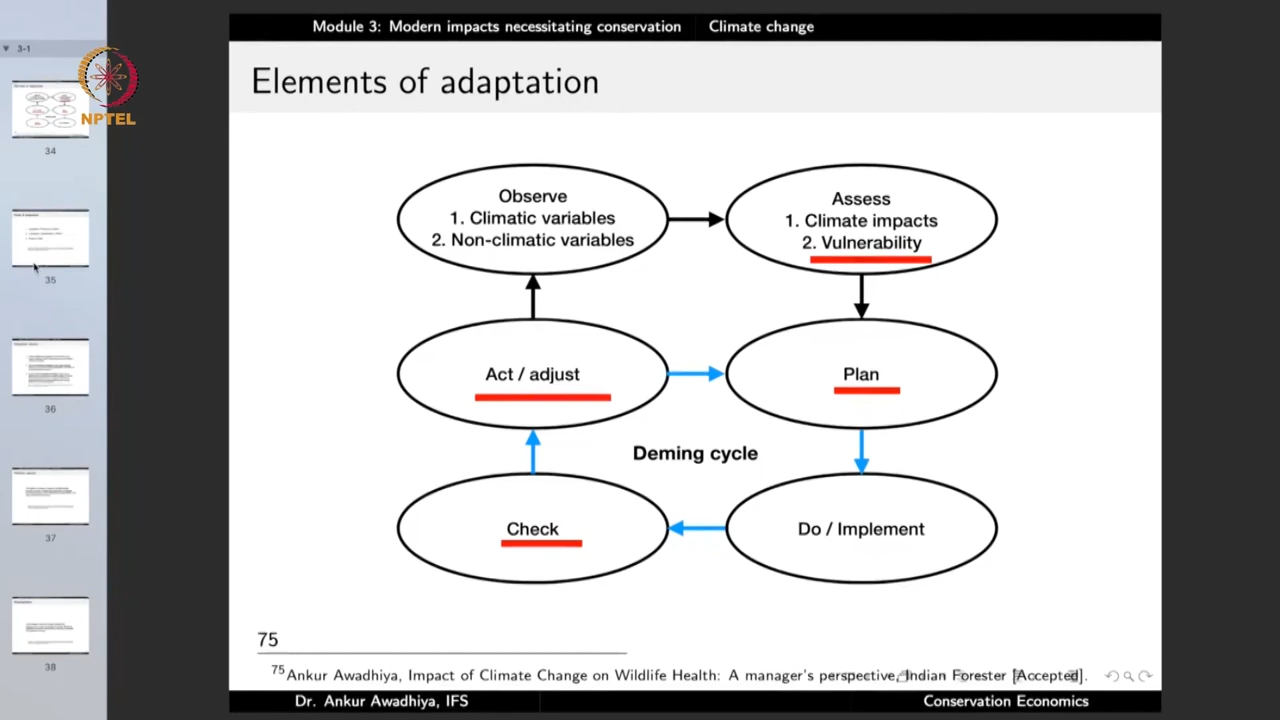 Module 3: Modern impacts necessitating conservation Climate change
3-1
NPTEL
34
35
36
37
38
Elements of adaptation
Observe
1. Climatic variables
2. Non-climatic variables
Assess
1. Climate impacts
2. Vulnerability
Act / adjust
Plan
Deming cycle
Check
Do / Implement
75
75 Ankur Awadhiya, Impact of Climate Change on Wildlife Health: A manager's perspective, Indian Forester [Accepted].
Dr. Ankur Awadhiya, IFS Conservation Economics